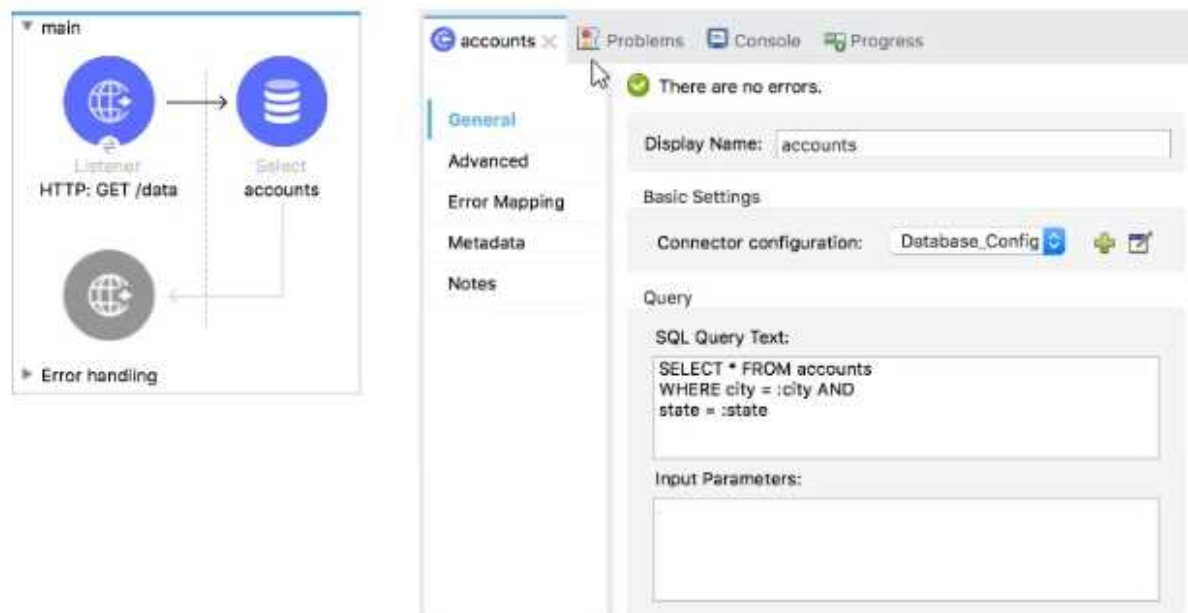 main
Listener
HTTP: GET /data
Select
accounts
Error handling
accounts
Problems
Console
Progress
There are no errors.
General
Advanced
Error Mapping
Metadata
Notes
Display Name: accounts
Basic Settings
Connector configuration: Database_Config
Query
SQL Query Text:
SELECT * FROM accounts
WHERE city = :city AND
state = :state
Input Parameters: